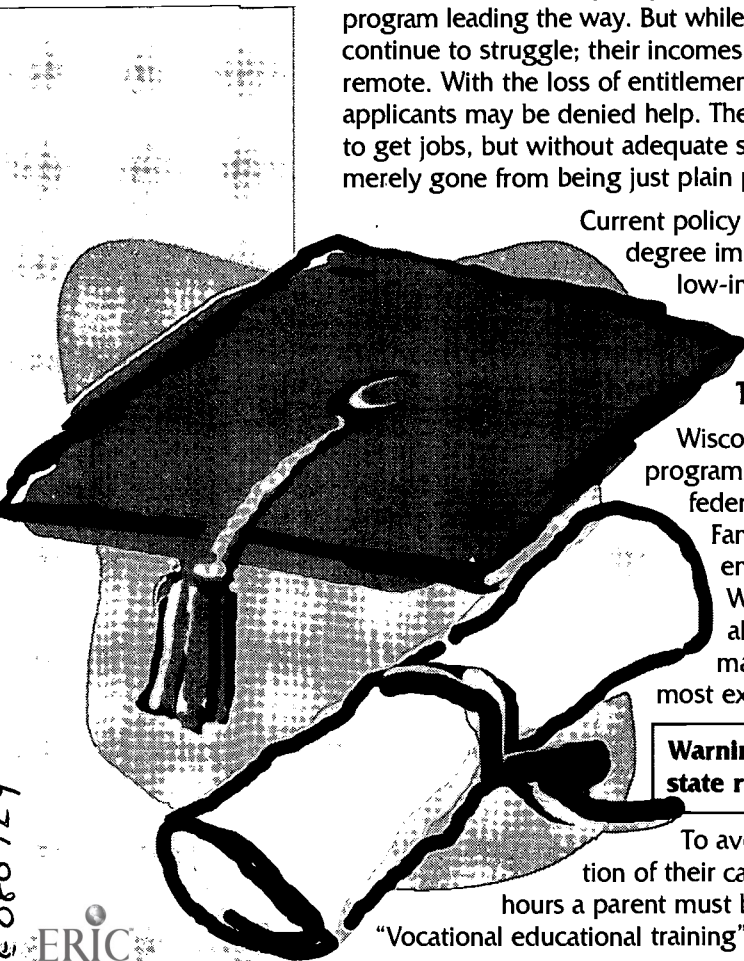 program leading the way. But while
continue to struggle; their incomes
remote. With the loss of entitlemen
applicants may be denied help. The
to get jobs, but without adequate s
merely gone from being just plain p
Current policy
degree im
low-in
T
Wisco
program
feder
Fam
en
W
al
ma
most ex
Warnin
state r
To avo
tion of their ca
hours a parent must b
"Vocational educational training"
ERIC